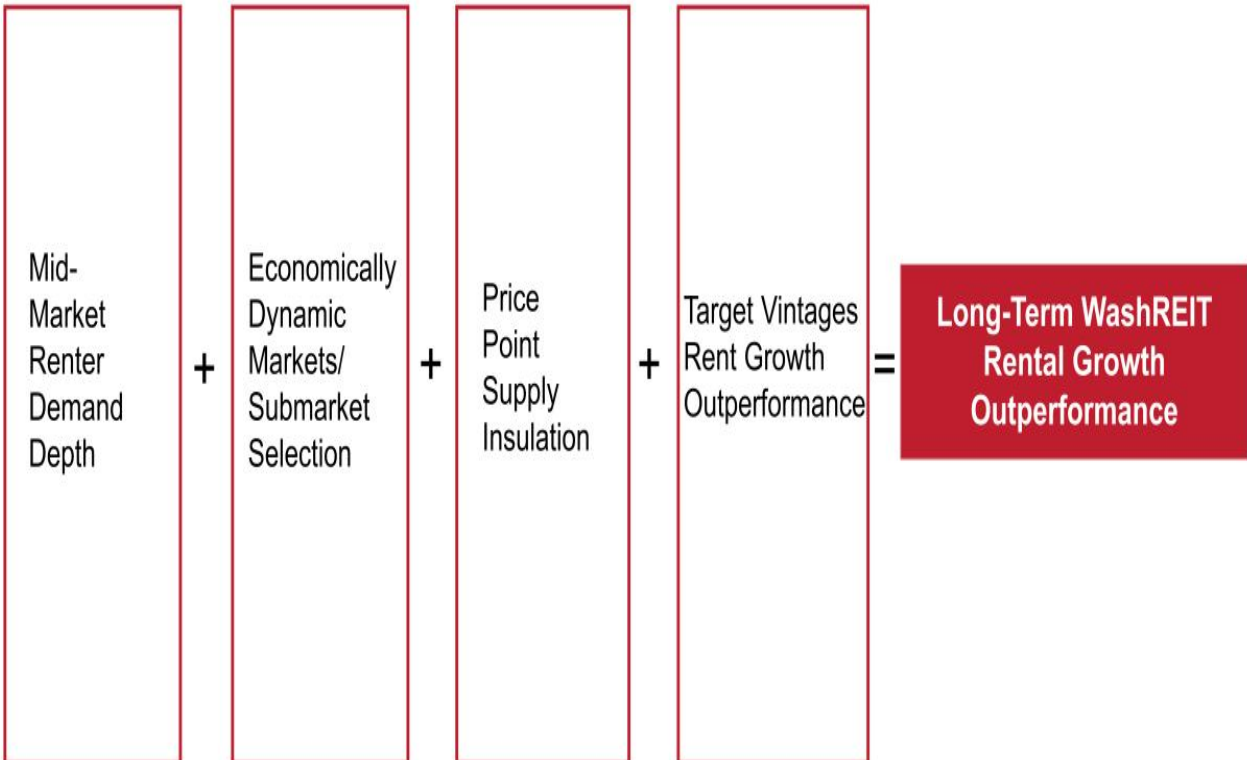 Mid-
Market
Renter
Demand
Depth
+
Economically
Dynamic
Markets/
Submarket
Selection
+
Price
Point
Supply
Insulation
+
Target Vintages
Rent Growth
Outperformance
=
Long-Term WashREIT
Rental Growth
Outperformance